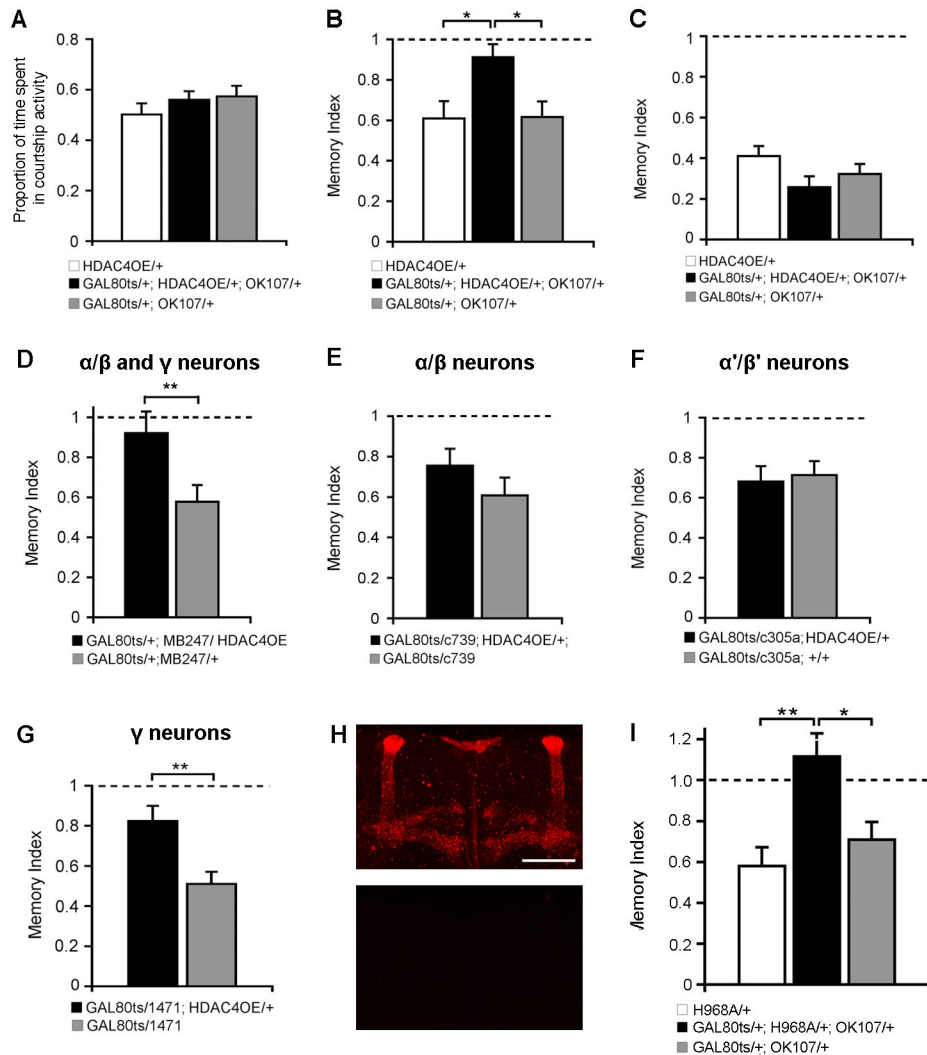 A
Proportion of time spent
in courtship activity
0.8
0.6
0.4
0.2
0
HDAC4OE/+
GAL80ts/+; HDAC4OE/+; OK107/+
GAL80ts/+; OK107/+
B
* *
Memory Index
1
0.8
0.6
0.4
0.2
0
HDAC4OE/+
GAL80ts/+; HDAC4OE/+; OK107/+
GAL80ts/+; OK107/+
C
Memory Index
1
0.8
0.6
0.4
0.2
0
HDAC4OE/+
GAL80ts/+; HDAC4OE/+; OK107/+
GAL80ts/+; OK107/+
D α/β and γ neurons
**
Memory Index
1
0.8
0.6
0.4
0.2
0
GAL80ts/+; MB247/ HDAC4OE
GAL80ts/+;MB247/+
E α/β neurons
Memory Index
1
0.8
0.6
0.4
0.2
0
GAL80ts/c739; HDAC4OE/+;
GAL80ts/c739
F α'/β' neurons
Memory Index
1
0.8
0.6
0.4
0.2
0
GAL80ts/c305a; HDAC4OE/+
GAL80ts/c305a; +/+
G γ neurons
**
Memory Index
1
0.8
0.6
0.4
0.2
0
GAL80ts/1471; HDAC4OE/+
GAL80ts/1471
H
I
** *
Memory Index
1.2
1.0
0.8
0.6
0.4
0.2
0
H968A/+
GAL80ts/+; H968A/+; OK107/+
GAL80ts/+; OK107/+